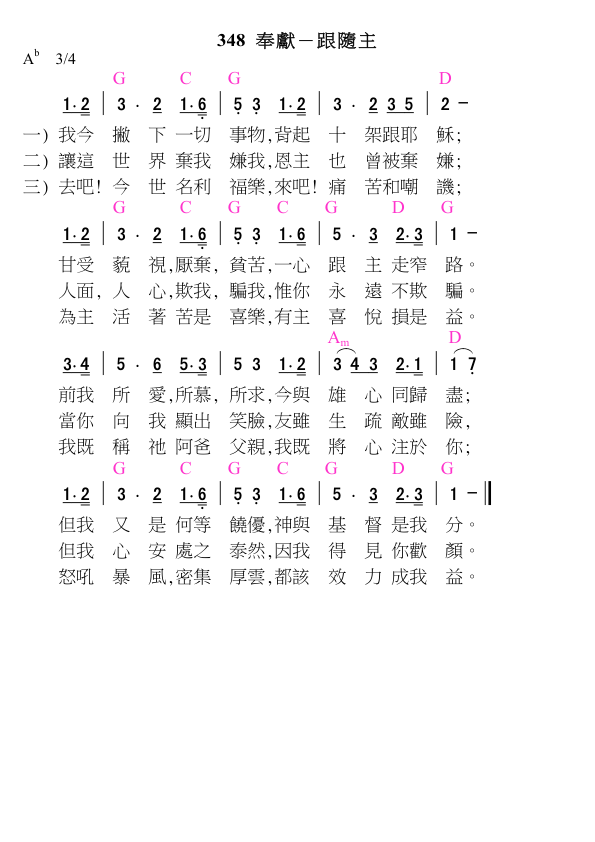 348 奉獻－跟隨主
Ab 3/4
G C G D
1·2 | 3 · 2 1·6 | 5 3 1·2 | 3 · 2 3 5 | 2 －
一) 我今 撇 下 一切 事物,背起 十 架跟耶 穌;
二) 讓這 世 界 棄我 嫌我,恩主 也 曾被棄 嫌;
三) 去吧! 今 世 名利 福樂,來吧! 痛 苦和嘲 譏;
G C G C G D G
1·2 | 3 · 2 1·6 | 5 3 1·6 | 5 · 3 2·3 | 1 －
甘受 藐 視,厭棄, 貧苦,一心 跟 主 走窄 路。
人面, 人 心,欺我, 騙我,惟你 永 遠 不欺 騙。
為主 活 著 苦是 喜樂,有主 喜 悅 損是 益。
Am D
3·4 | 5 · 6 5·3 | 5 3 1·2 | 3 4 3 2·1 | 1 7
前我 所 愛,所慕, 所求,今與 雄 心 同歸 盡;
當你 向 我 顯出 笑臉,友雖 生 疏 敵雖 險,
我既 稱 祂 阿爸 父親,我既 將 心 注於 你;
G C G C G D G
1·2 | 3 · 2 1·6 | 5 3 1·6 | 5 · 3 2·3 | 1 － ‖
但我 又 是 何等 饒優,神與 基 督 是我 分。
但我 心 安 處之 泰然,因我 得 見 你歡 顏。
怒吼 暴 風,密集 厚雲,都該 效 力 成我 益。